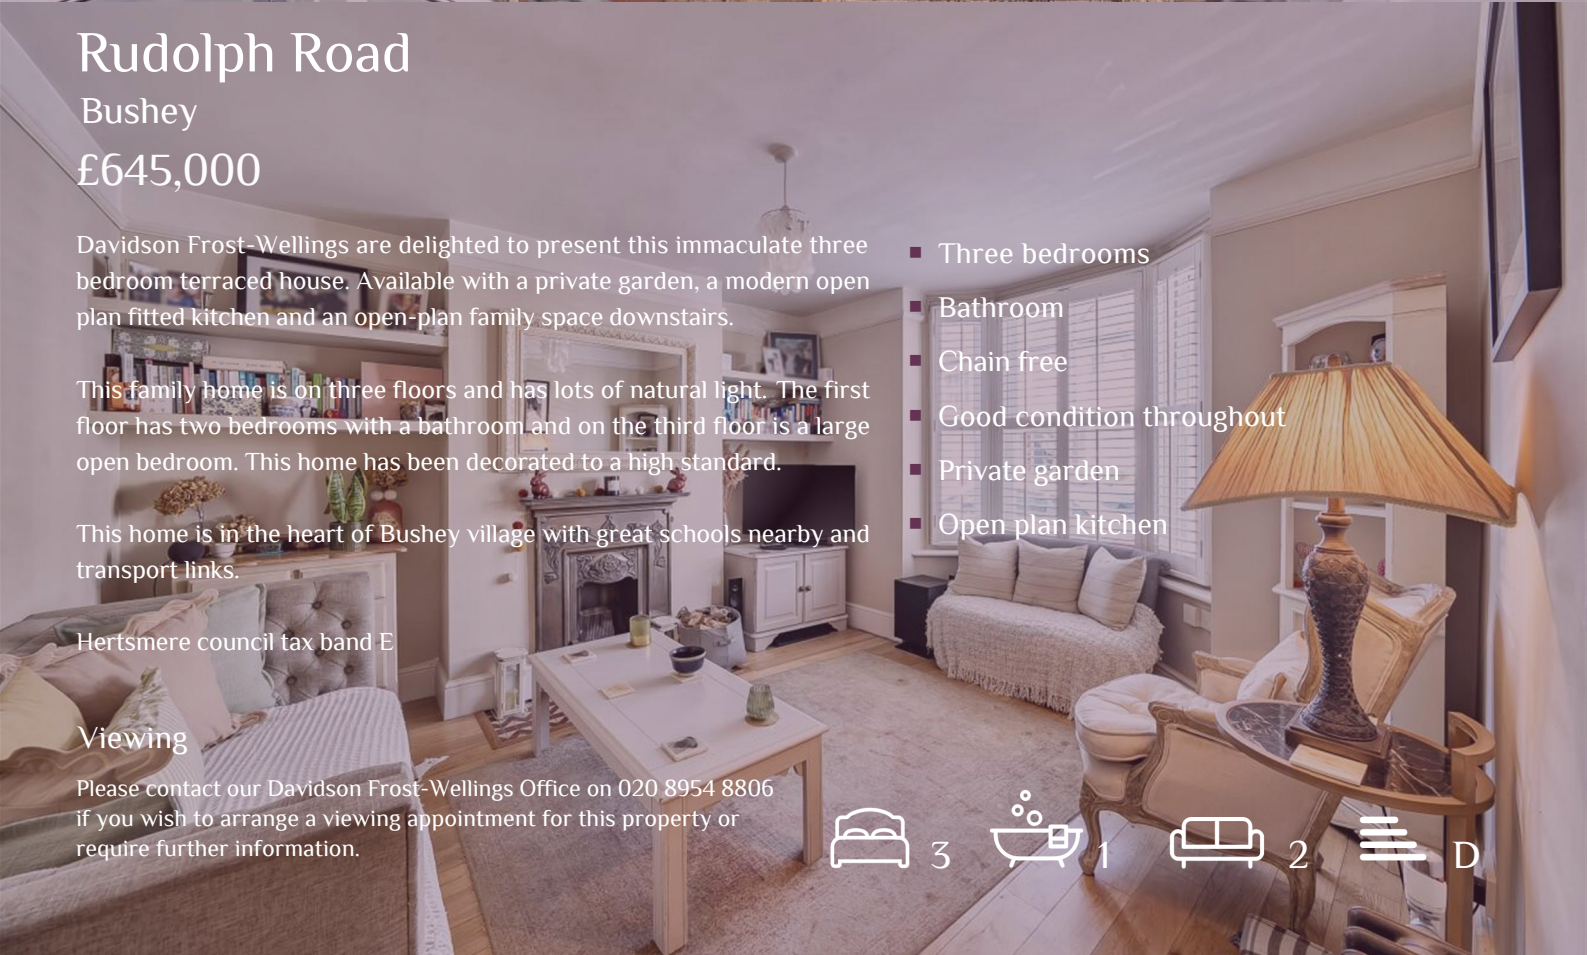 Rudolph Road
Bushey
£645,000
Davidson Frost-Wellings are delighted to present this immaculate three
bedroom terraced house. Available with a private garden, a modern open
plan fitted kitchen and an open-plan family space downstairs.
This family home is on three floors and has lots of natural light. The first
floor has two bedrooms with a bathroom and on the third floor is a large
open bedroom. This home has been decorated to a high standard.
This home is in the heart of Bushey village with great schools nearby and
transport links.
Hertsmere council tax band E
Three bedrooms
Bathroom
Chain free
Good condition throughout
Private garden
Open plan kitchen
Viewing
Please contact our Davidson Frost-Wellings Office on 020 8954 8806
if you wish to arrange a viewing appointment for this property or
require further information.
3 1 2 D